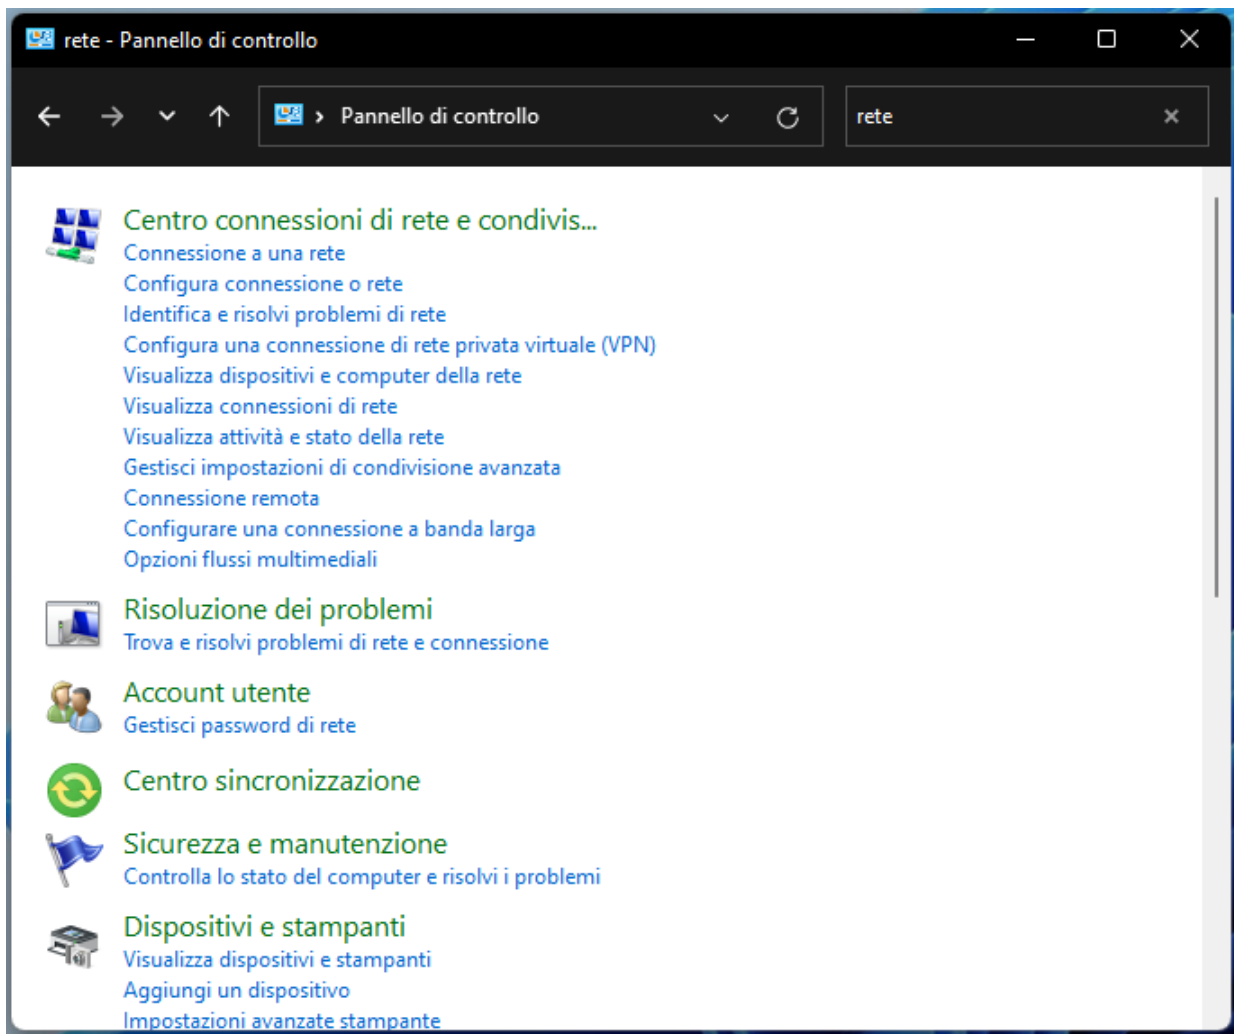 rete - Pannello di controllo
Pannello di controllo
rete
Centro connessioni di rete e condivis...
Connessione a una rete
Configura connessione o rete
Identifica e risolvi problemi di rete
Configura una connessione di rete privata virtuale (VPN)
Visualizza dispositivi e computer della rete
Visualizza connessioni di rete
Visualizza attività e stato della rete
Gestisci impostazioni di condivisione avanzata
Connessione remota
Configurare una connessione a banda larga
Opzioni flussi multimediali
Risoluzione dei problemi
Trova e risolvi problemi di rete e connessione
Account utente
Gestisci password di rete
Centro sincronizzazione
Sicurezza e manutenzione
Controlla lo stato del computer e risolvi i problemi
Dispositivi e stampanti
Visualizza dispositivi e stampanti
Aggiungi un dispositivo
Impostazioni avanzate stampante